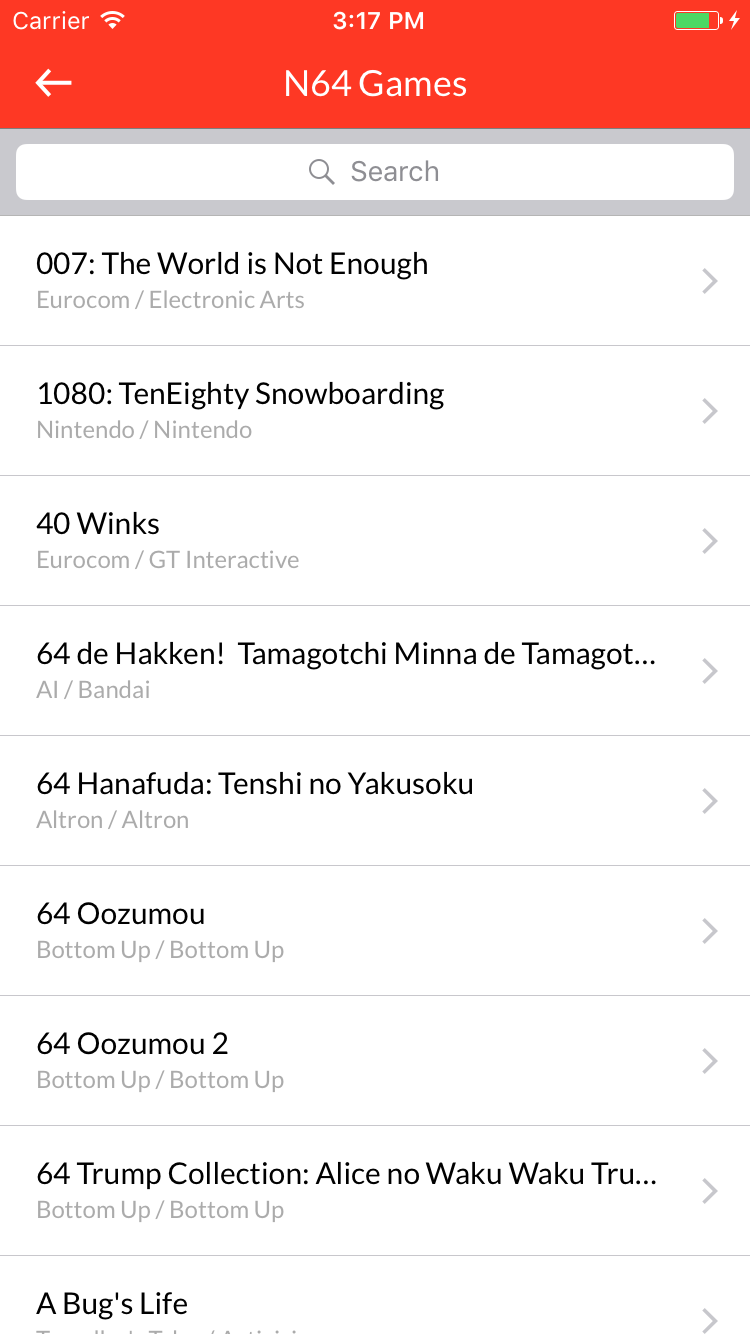 Carrier 3:17 PM
N64 Games
Search
007: The World is Not Enough
Eurocom / Electronic Arts
1080: TenEighty Snowboarding
Nintendo / Nintendo
40 Winks
Eurocom / GT Interactive
64 de Hakken!  Tamagotchi Minna de Tamagot...
AI / Bandai
64 Hanafuda: Tenshi no Yakusoku
Altron / Altron
64 Oozumou
Bottom Up / Bottom Up
64 Oozumou 2
Bottom Up / Bottom Up
64 Trump Collection: Alice no Waku Waku Tru...
Bottom Up / Bottom Up
A Bug's Life